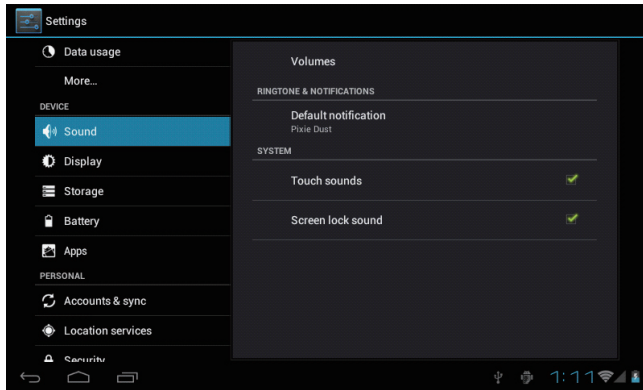 Settings
Data usage
More...
DEVICE
Sound
Display
Storage
Battery
Apps
PERSONAL
Accounts & sync
Location services
Security
Volumes
RINGTONE & NOTIFICATIONS
Default notification
Pixie Dust
SYSTEM
Touch sounds
Screen lock sound
1:11